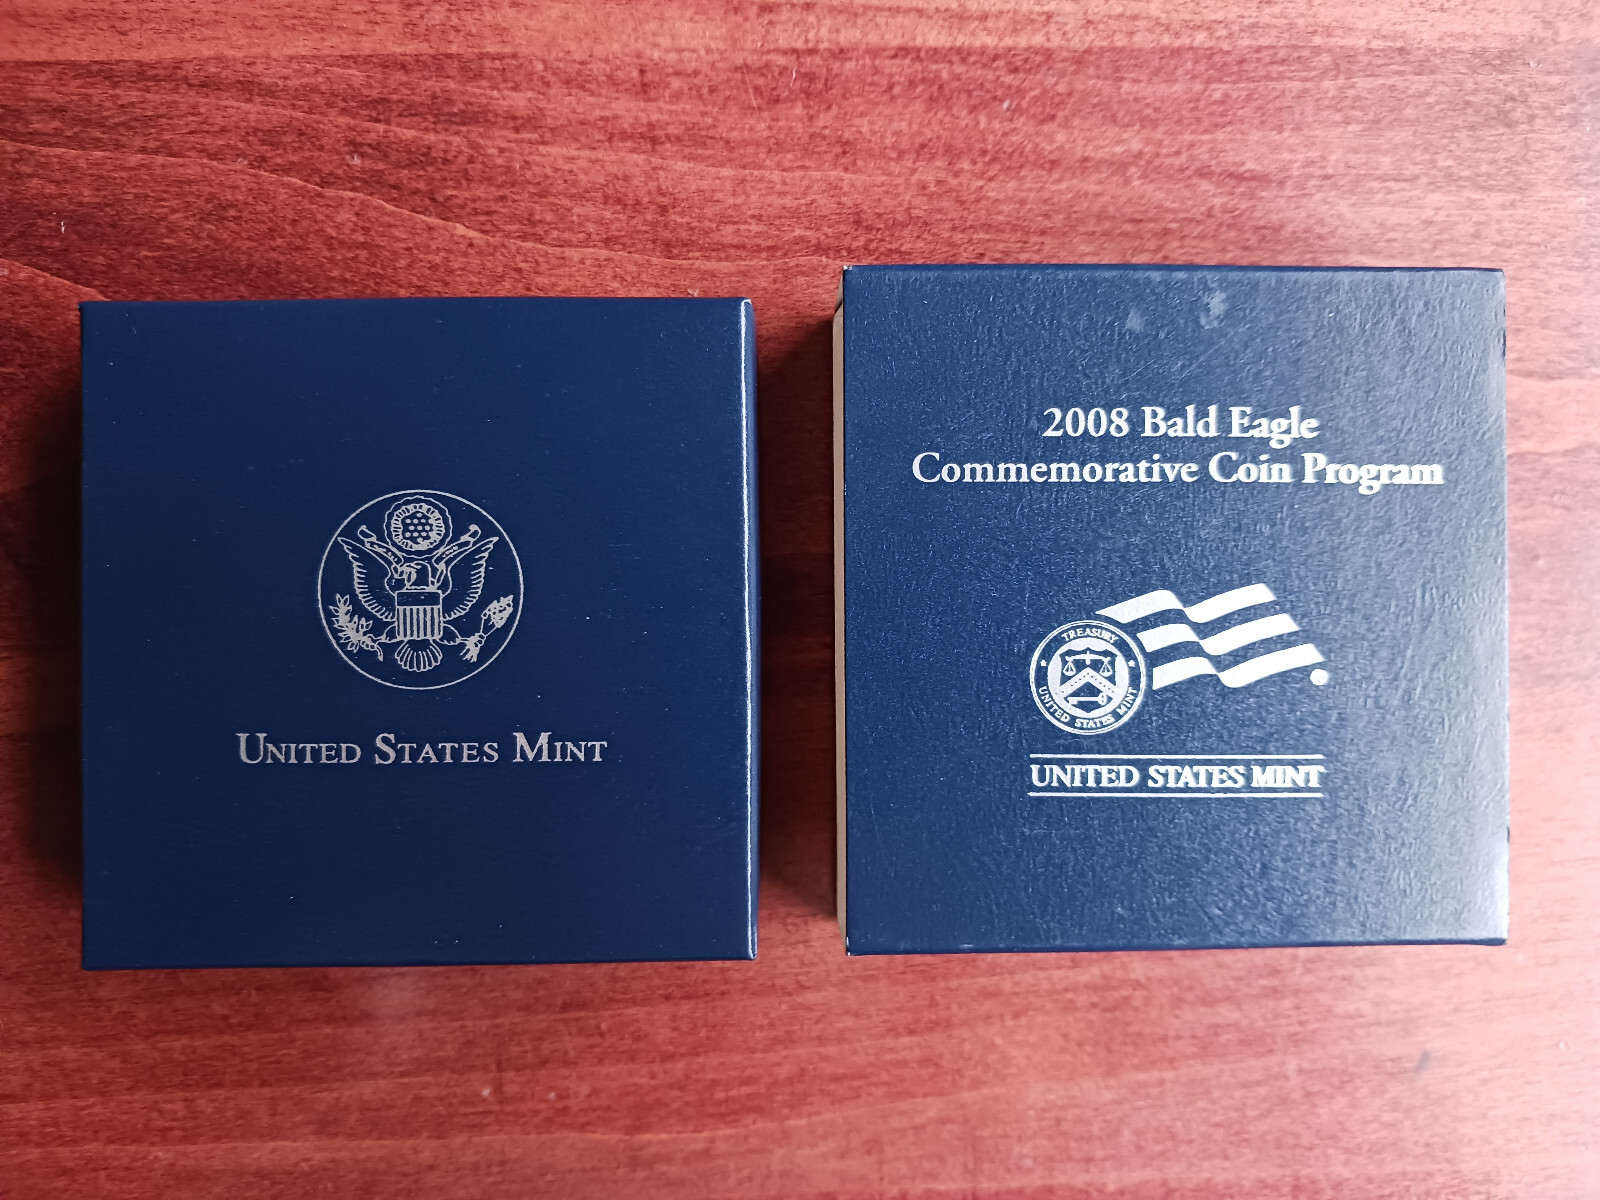 UNITED STATES MINT
2008 Bald Eagle
Commemorative Coin Program
TREASURY
UNITED STATES MINT
UNITED STATES MINT